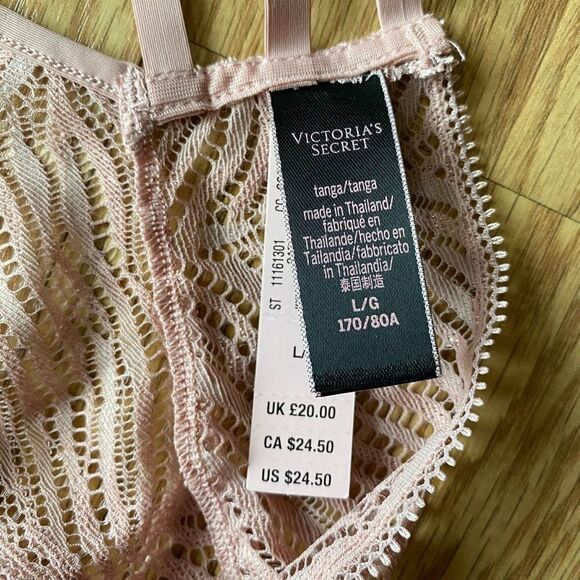 VICTORIA'S
SECRET
tanga/tanga
made in Thailand/
fabriqué en
Thaïlande/hecho en
Tailandia/fabbricato
in Thailandia/
泰国制造
L/G
170/80A
ST 11161301
L/
UK £20.00
CA $24.50
US $24.50